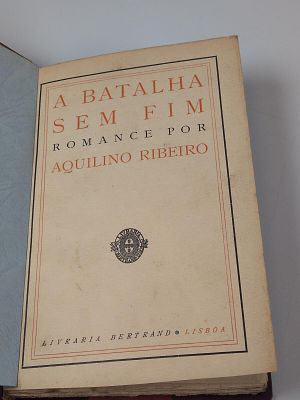 A BATALHA
SEM FIM
ROMANCE POR
AQUILINO RIBEIRO
LIVRARIA BERTRAND * LISBOA